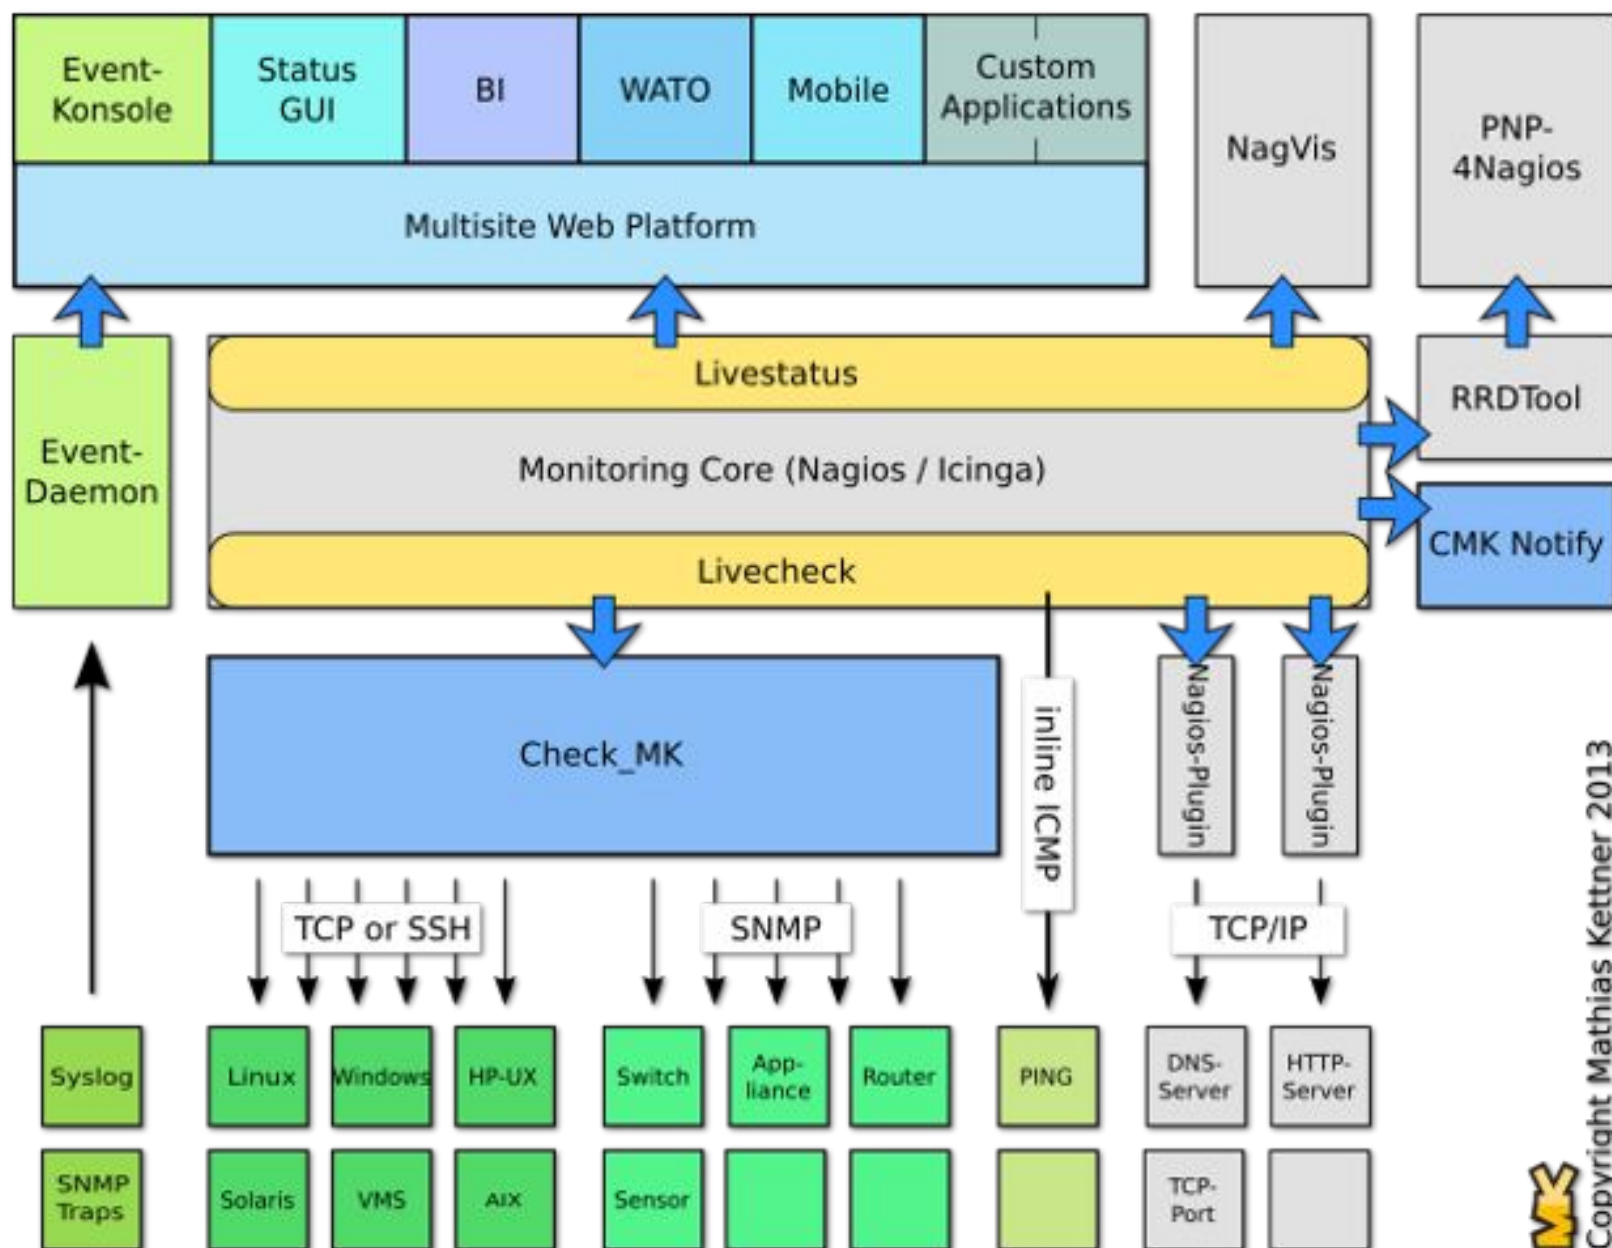 Event-
Konsole
Status
GUI
BI
WATO
Mobile
Custom
Applications
NagVis
PNP-
4Nagios
Multisite Web Platform
Event-
Daemon
Livestatus
Monitoring Core (Nagios / Icinga)
Livecheck
RRDTool
CMK Notify
Check_MK
inline ICMP
Nagios-Plugin
Nagios-Plugin
TCP or SSH
SNMP
TCP/IP
Syslog
Linux
Windows
HP-UX
Switch
App-
liance
Router
PING
DNS-
Server
HTTP-
Server
SNMP
Traps
Solaris
VMS
AIX
Sensor
TCP-
Port
MK
Copyright Mathias Kettner 2013